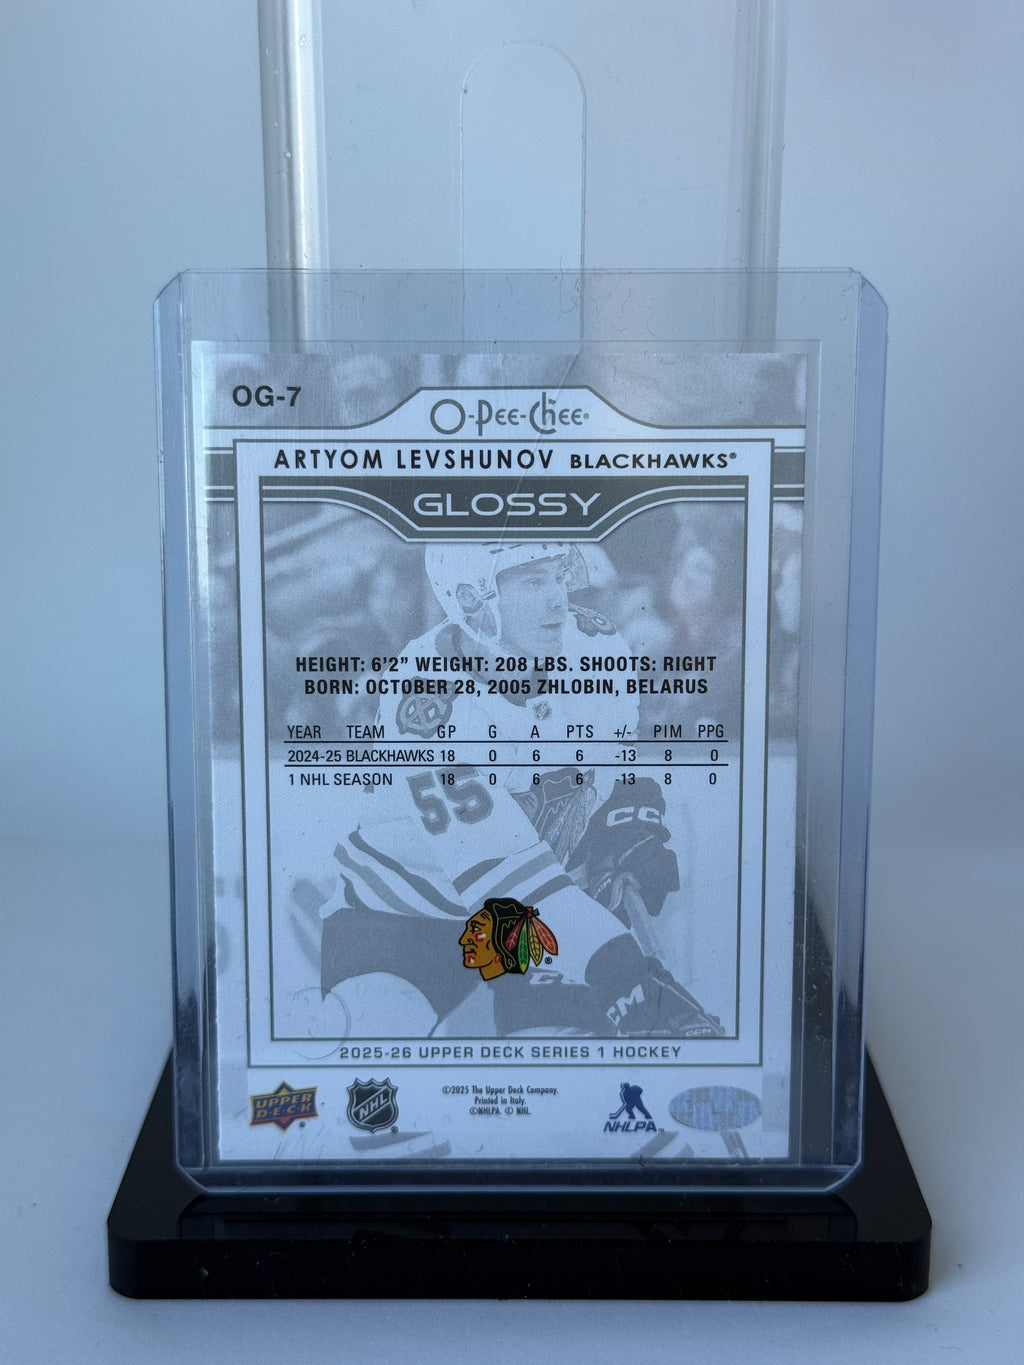 OG-7
O-Pee-Chee®
ARTYOM LEVSHUNOV BLACKHAWKS®
GLOSSY
HEIGHT: 6'2" WEIGHT: 208 LBS. SHOOTS: RIGHT
BORN: OCTOBER 28, 2005 ZHLOBIN, BELARUS
YEAR TEAM GP G A PTS +/- PIM PPG
2024-25 BLACKHAWKS 18 0 6 6 -13 8 0
1 NHL SEASON 18 0 6 6 -13 8 0
55
CC
CCM
CCM
®
2025-26 UPPER DECK SERIES 1 HOCKEY
UPPER DECK®
NHL®
©2025 The Upper Deck Company.
Printed in Italy.
©NHLPA. © NHL.
NHLPA™